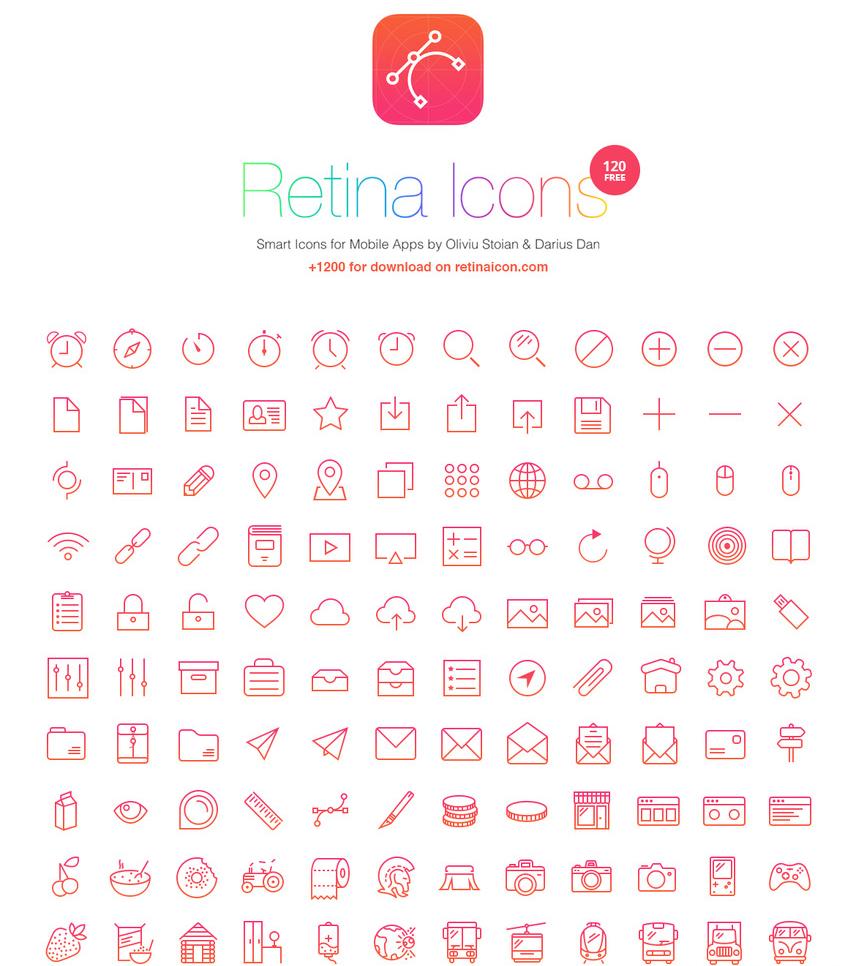 Retina Icons
120
FREE
Smart Icons for Mobile Apps by Oliviu Stoian & Darius Dan
+1200 for download on retinaicon.com